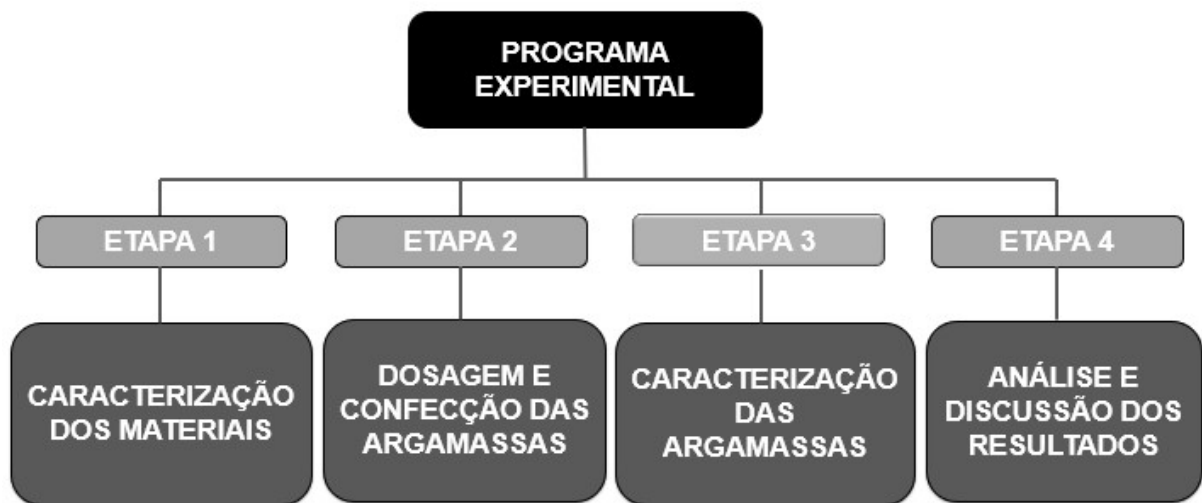 PROGRAMA
EXPERIMENTAL
ETAPA 1
ETAPA 2
ETAPA 3
ETAPA 4
CARACTERIZAÇÃO
DOS MATERIAIS
DOSAGEM E
CONFECÇÃO DAS
ARGAMASSAS
CARACTERIZAÇÃO
DAS
ARGAMASSAS
ANÁLISE E
DISCUSSÃO DOS
RESULTADOS